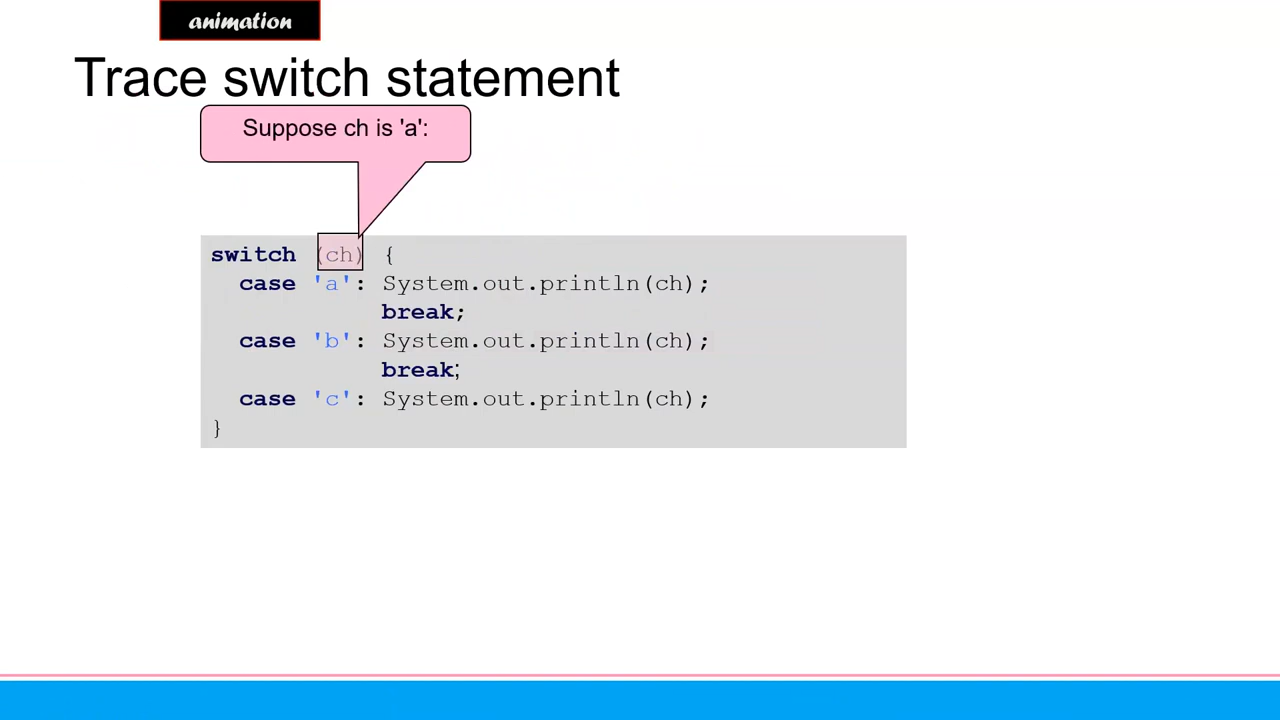 animation
Trace switch statement
Suppose ch is 'a':
switch (ch) {
  case 'a': System.out.println(ch);
            break;
  case 'b': System.out.println(ch);
            break;
  case 'c': System.out.println(ch);
}